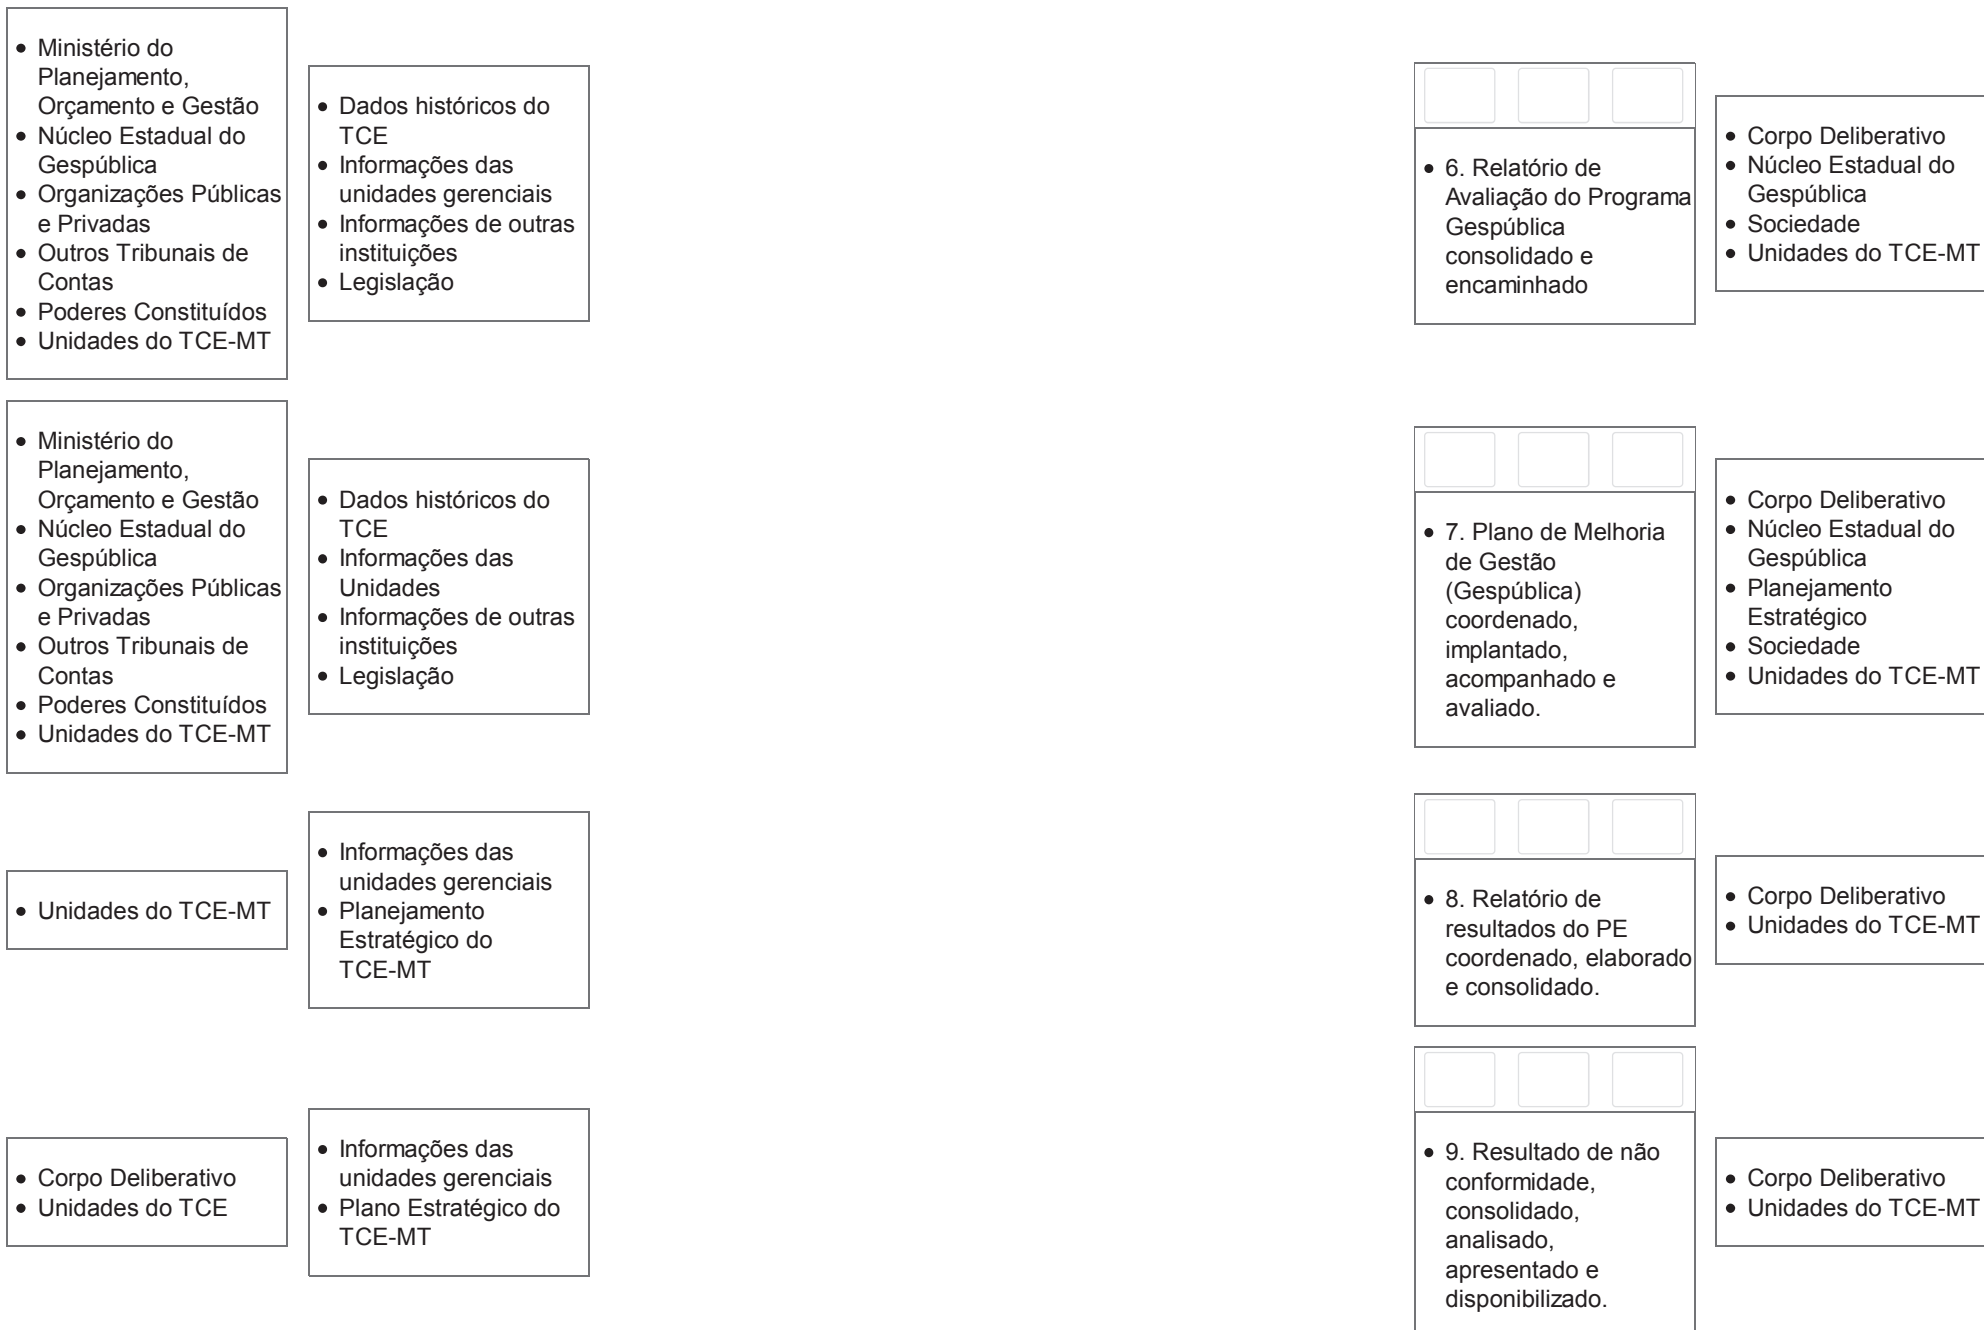 • Ministério do
Planejamento,
Orçamento e Gestão
• Núcleo Estadual do
Gespública
• Organizações Públicas
e Privadas
• Outros Tribunais de
Contas
• Poderes Constituídos
• Unidades do TCE-MT
• Dados históricos do
TCE
• Informações das
unidades gerenciais
• Informações de outras
instituições
• Legislação
• 6. Relatório de
Avaliação do Programa
Gespública
consolidado e
encaminhado
• Corpo Deliberativo
• Núcleo Estadual do
Gespública
• Sociedade
• Unidades do TCE-MT
• Ministério do
Planejamento,
Orçamento e Gestão
• Núcleo Estadual do
Gespública
• Organizações Públicas
e Privadas
• Outros Tribunais de
Contas
• Poderes Constituídos
• Unidades do TCE-MT
• Dados históricos do
TCE
• Informações das
Unidades
• Informações de outras
instituições
• Legislação
• 7. Plano de Melhoria
de Gestão
(Gespública)
coordenado,
implantado,
acompanhado e
avaliado.
• Corpo Deliberativo
• Núcleo Estadual do
Gespública
• Planejamento
Estratégico
• Sociedade
• Unidades do TCE-MT
• Unidades do TCE-MT
• Informações das
unidades gerenciais
• Planejamento
Estratégico do
TCE-MT
• 8. Relatório de
resultados do PE
coordenado, elaborado
e consolidado.
• Corpo Deliberativo
• Unidades do TCE-MT
• Corpo Deliberativo
• Unidades do TCE
• Informações das
unidades gerenciais
• Plano Estratégico do
TCE-MT
• 9. Resultado de não
conformidade,
consolidado,
analisado,
apresentado e
disponibilizado.
• Corpo Deliberativo
• Unidades do TCE-MT